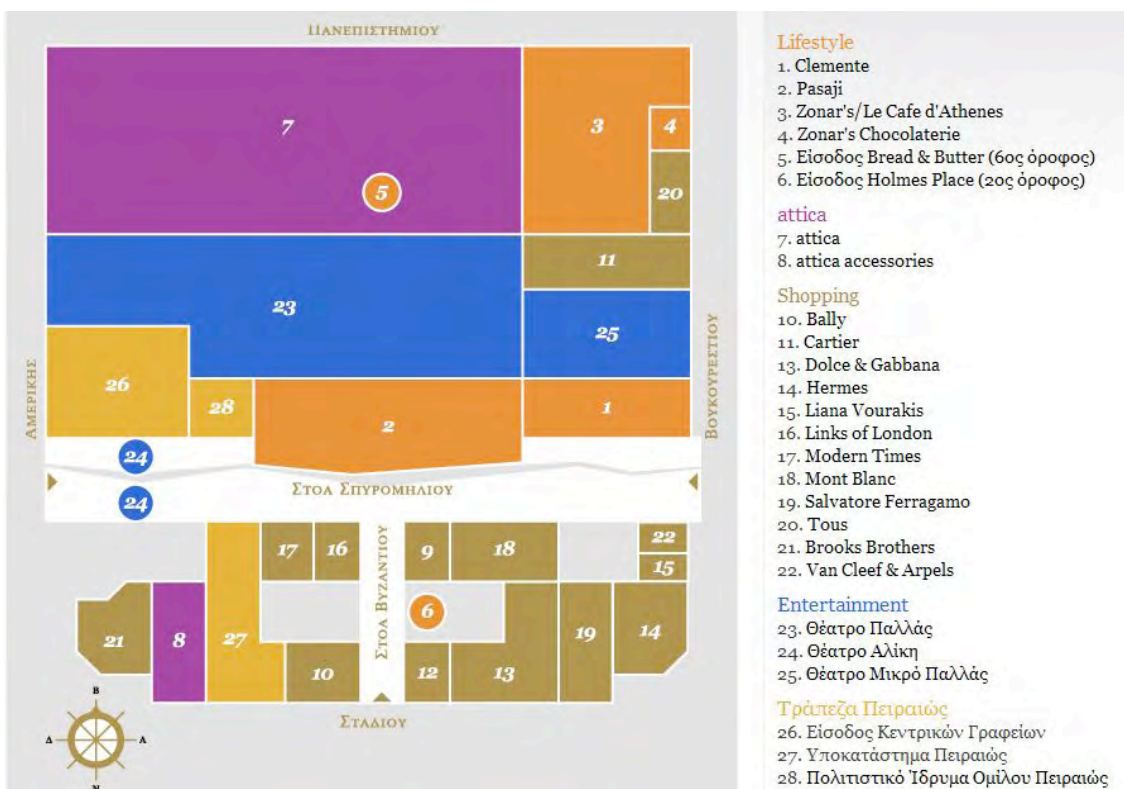 ΠΑΝΕΠΙΣΤΗΜΙΟΥ
7
3
4
5
20
11
23
25
26
28
2
1
ΑΜΕΡΙΚΗΣ
ΒΟΥΚΟΥΡΕΣΤΙΟΥ
24
ΣΤΟΑ ΣΠΥΡΟΜΗΛΙΟΥ
24
17
16
ΣΤΟΑ ΒΥΖΑΝΤΙΟΥ
9
18
22
15
6
21
8
27
10
12
13
19
14
ΣΤΑΔΙΟΥ
Β
Δ
Α
Ν
Lifestyle
1. Clemente
2. Pasaji
3. Zonar's/Le Cafe d'Athenes
4. Zonar's Chocolaterie
5. Είσοδος Bread & Butter (6ος όροφος)
6. Είσοδος Holmes Place (2ος όροφος)
attica
7. attica
8. attica accessories
Shopping
10. Bally
11. Cartier
13. Dolce & Gabbana
14. Hermes
15. Liana Vourakis
16. Links of London
17. Modern Times
18. Mont Blanc
19. Salvatore Ferragamo
20. Tous
21. Brooks Brothers
22. Van Cleef & Arpels
Entertainment
23. Θέατρο Παλλάς
24. Θέατρο Αλίκη
25. Θέατρο Μικρό Παλλάς
Τράπεζα Πειραιώς
26. Είσοδος Κεντρικών Γραφείων
27. Υποκατάστημα Πειραιώς
28. Πολιτιστικό Ίδρυμα Ομίλου Πειραιώς